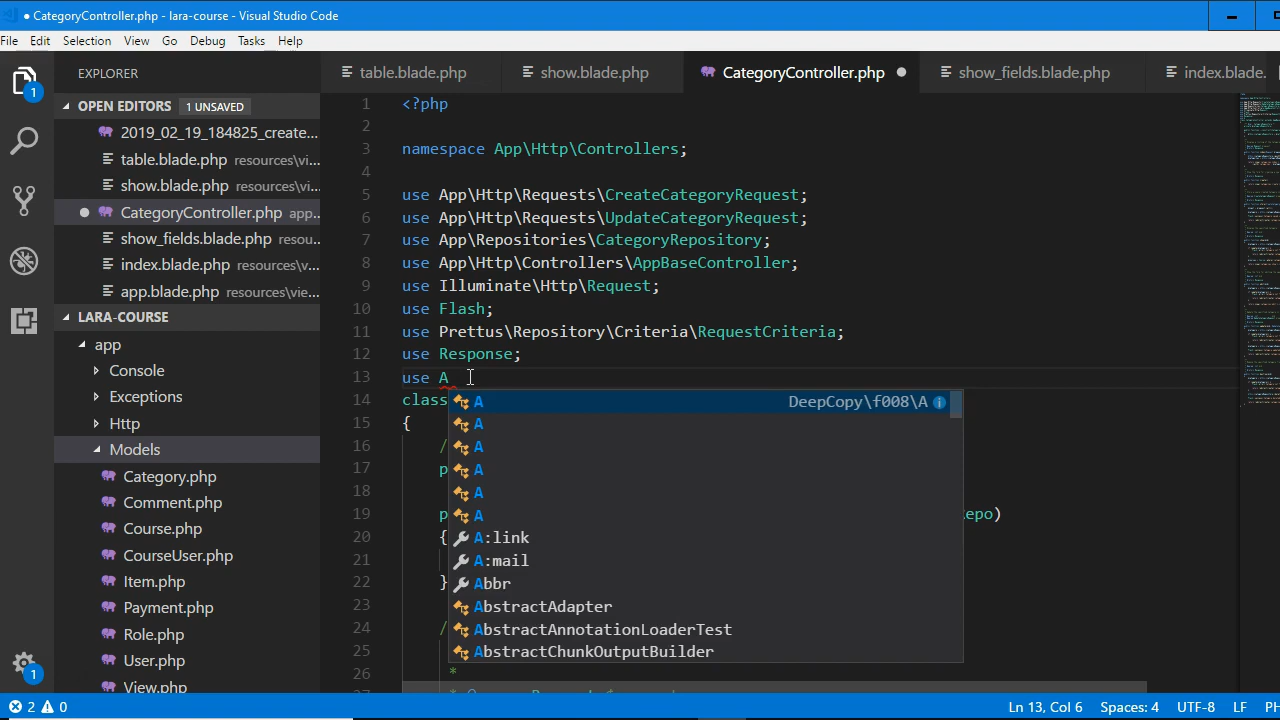 ● CategoryController.php - lara-course - Visual Studio Code
File Edit Selection View Go Debug Tasks Help
EXPLORER
table.blade.php show.blade.php CategoryController.php ● show_fields.blade.php index.blade.
1
OPEN EDITORS 1 UNSAVED
2019_02_19_184825_create...
table.blade.php resources\vi...
show.blade.php resources\vi...
● CategoryController.php app...
show_fields.blade.php resou...
index.blade.php resources\v...
app.blade.php resources\vie...
LARA-COURSE
app
Console
Exceptions
Http
Models
Category.php
Comment.php
Course.php
CourseUser.php
Item.php
Payment.php
Role.php
User.php
View.php
1
1 <?php
2
3 namespace App\Http\Controllers;
4
5 use App\Http\Requests\CreateCategoryRequest;
6 use App\Http\Requests\UpdateCategoryRequest;
7 use App\Repositories\CategoryRepository;
8 use App\Http\Controllers\AppBaseController;
9 use Illuminate\Http\Request;
10 use Flash;
11 use Prettus\Repository\Criteria\RequestCriteria;
12 use Response;
13 use A
14 class
15 {
16 /
17 p
18
19 p epo)
20 {
21
22 }
23
24 /
25
26 *
A DeepCopy\f008\A
A
A
A
A
A
A:link
A:mail
Abbr
AbstractAdapter
AbstractAnnotationLoaderTest
AbstractChunkOutputBuilder
2 0 Ln 13, Col 6 Spaces: 4 UTF-8 LF PH